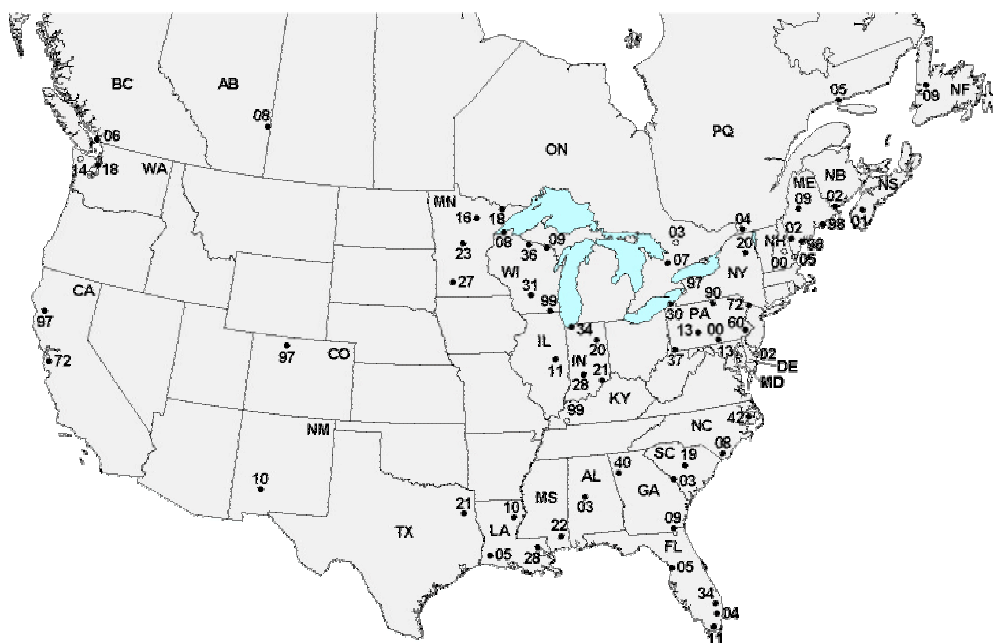 BC
AB
05
09 NF
08
06
PQ
ON
14 18
WA
ME
NB
NS
09
02
MN
16
18
04
98
01
03
02
23
08
36
09
20
NH
98
00
05
07
WI
NY
27
31
97
CA
99
90
72
30
PA
97
34
13
00
60
CO
IL
20
13
02
72
97
37
DE
11
IN
21
MD
28
KY
99
42
NM
NC
08
SC
19
40
AL
10
MS
GA
03
21
10
03
TX
LA
22
09
FL
05
28
05
34
04
11